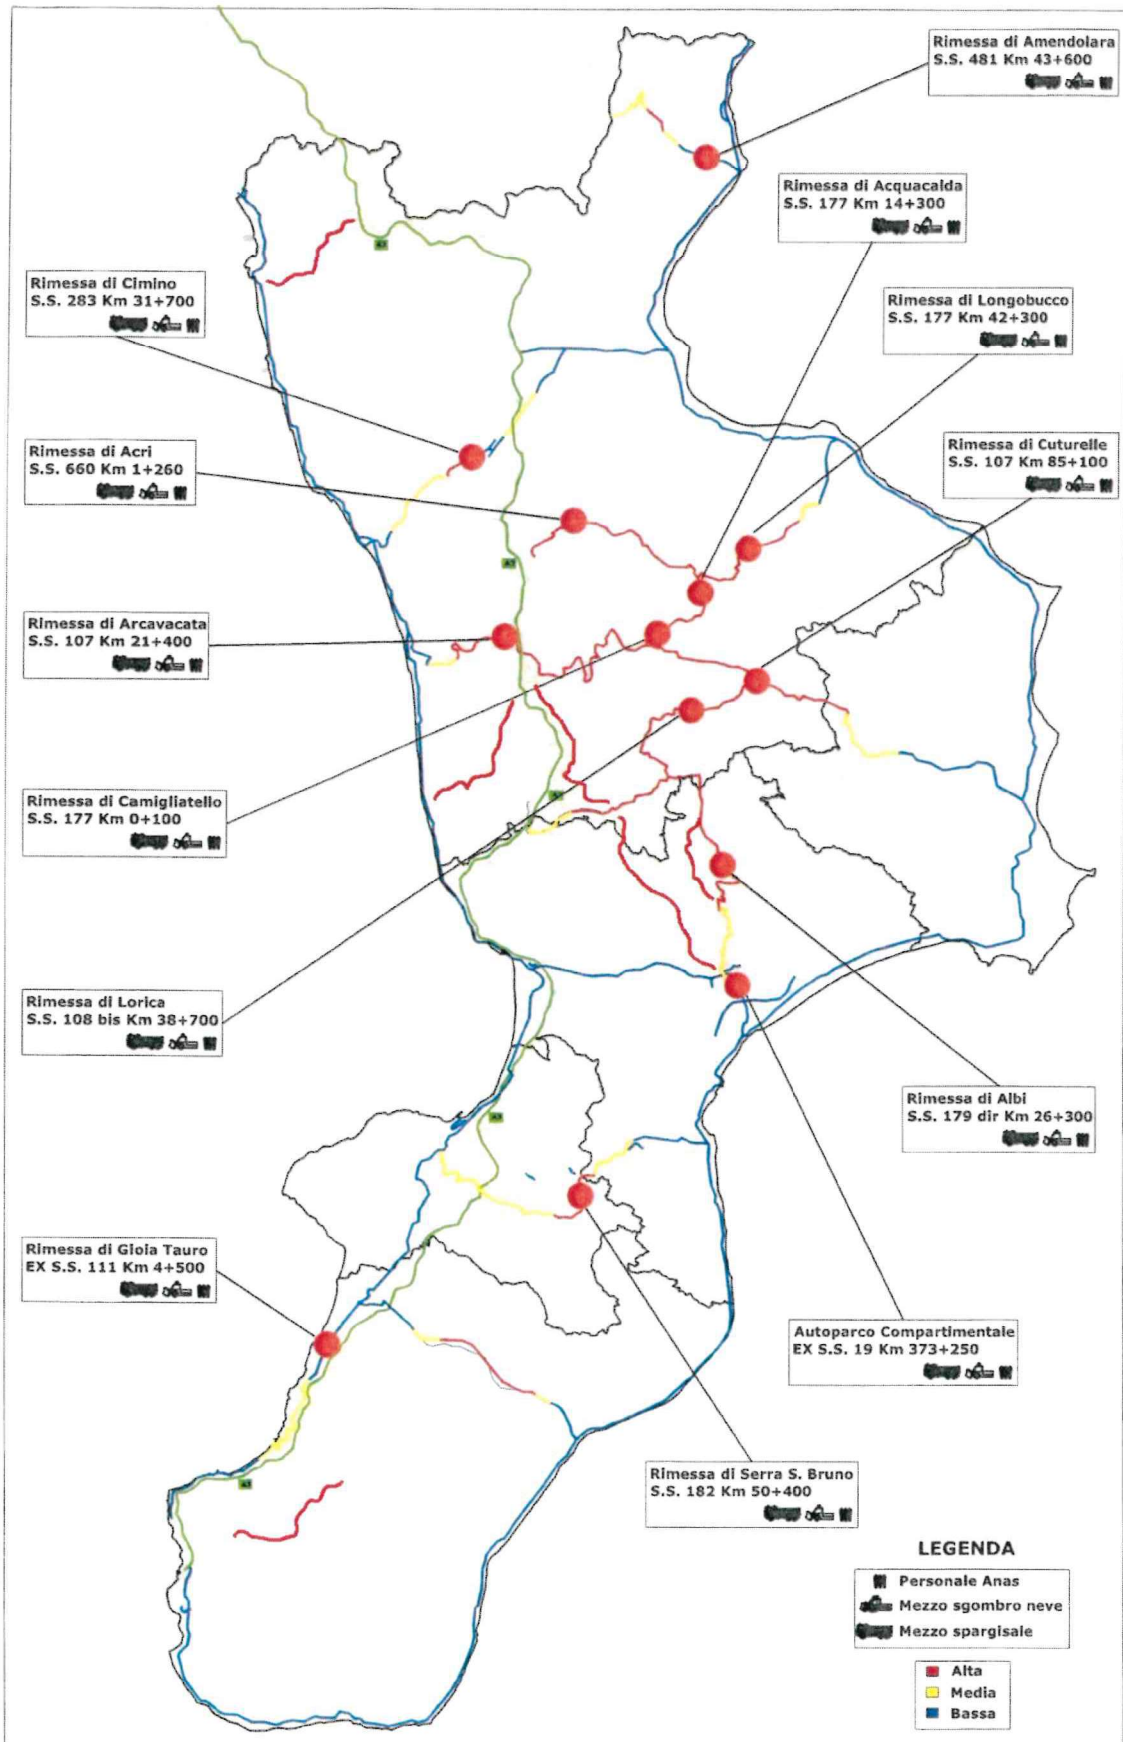 Rimessa di Amendolara
S.S. 481 Km 43+600
Rimessa di Acquacalda
S.S. 177 Km 14+300
Rimessa di Cimino
S.S. 283 Km 31+700
Rimessa di Longobucco
S.S. 177 Km 42+300
Rimessa di Acri
S.S. 660 Km 1+260
Rimessa di Cuturelle
S.S. 107 Km 85+100
Rimessa di Arcavacata
S.S. 107 Km 21+400
Rimessa di Camigliatello
S.S. 177 Km 0+100
Rimessa di Lorica
S.S. 108 bis Km 38+700
Rimessa di Albi
S.S. 179 dir Km 26+300
Rimessa di Gioia Tauro
EX S.S. 111 Km 4+500
Autoparco Compartimentale
EX S.S. 19 Km 373+250
Rimessa di Serra S. Bruno
S.S. 182 Km 50+400
A3
A3
A3
A3
LEGENDA
Personale Anas
Mezzo sgombro neve
Mezzo spargisale
Alta
Media
Bassa